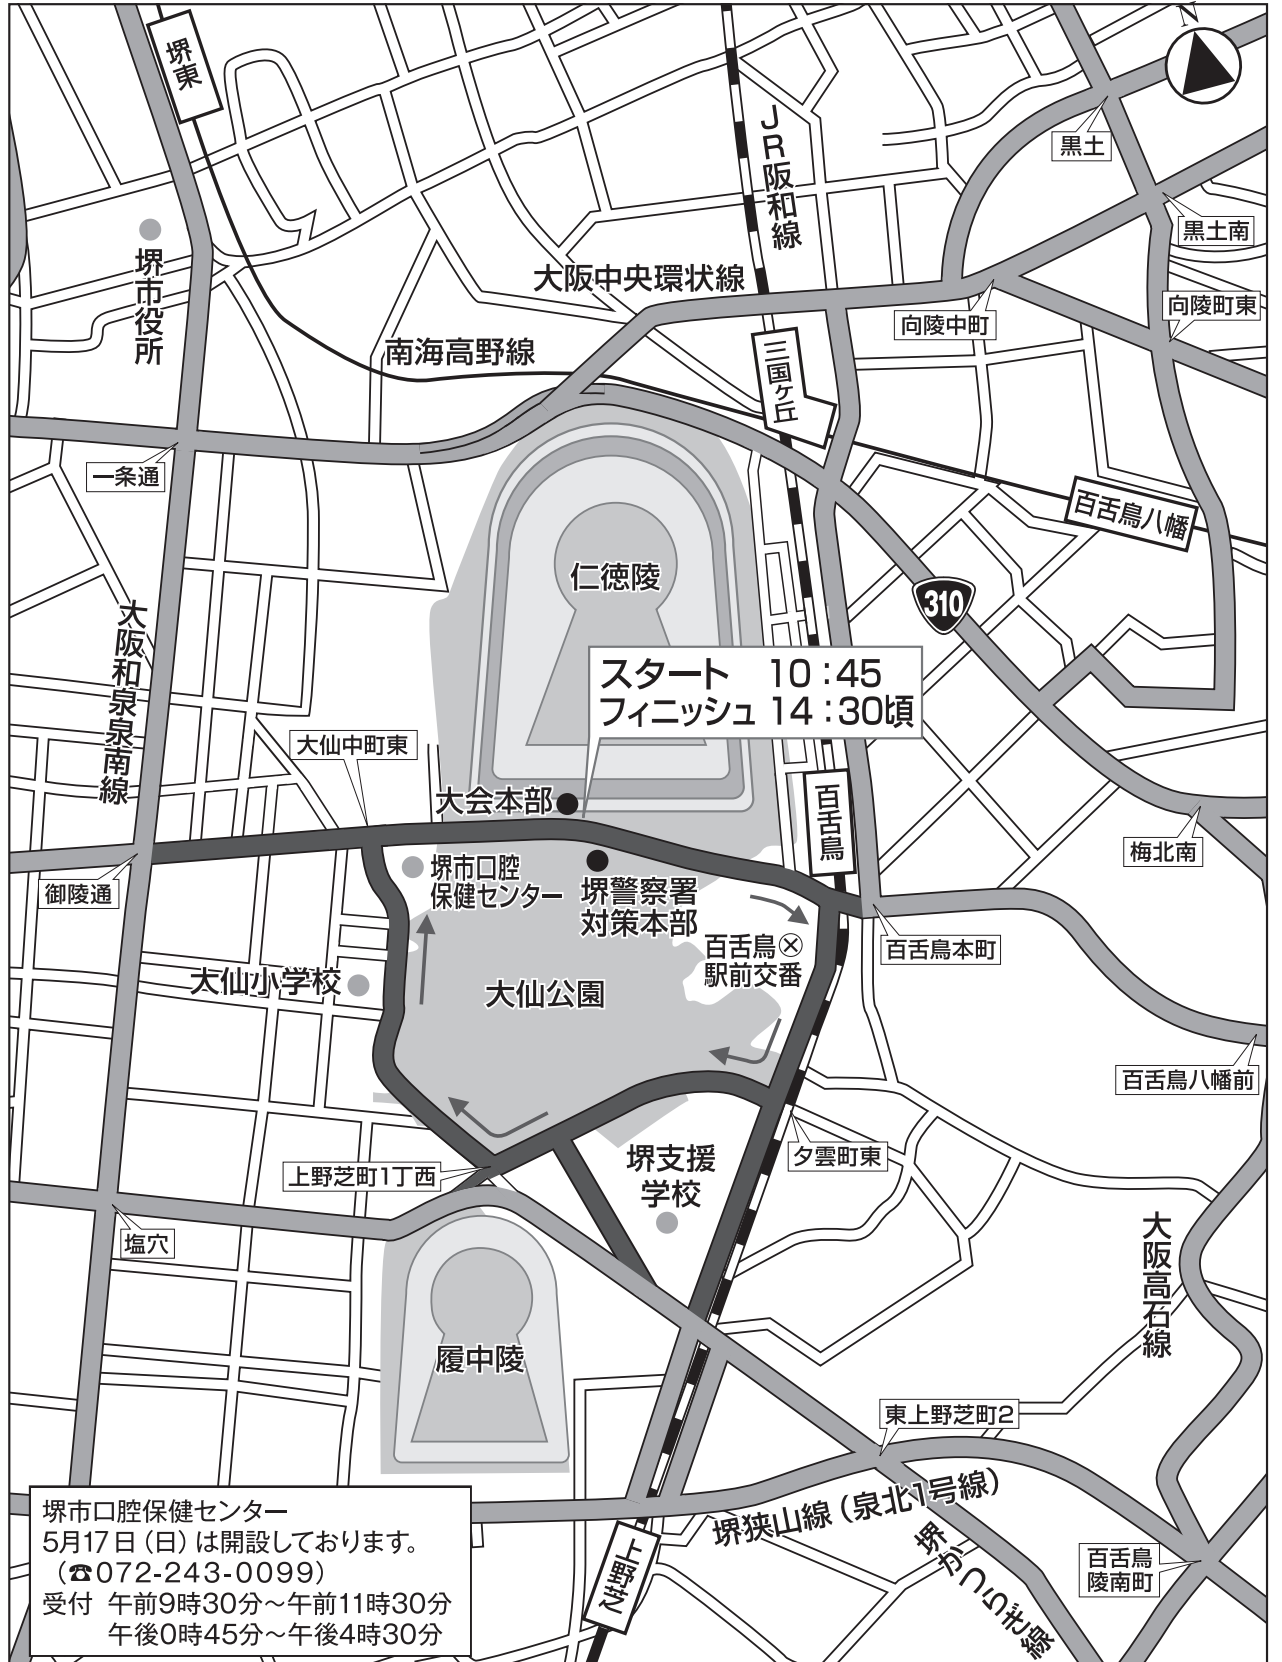 N
堺東
JR阪和線
黒土
黒土南
堺市役所
大阪中央環状線
向陵中町
向陵町東
南海高野線
三国ヶ丘
一条通
百舌鳥八幡
仁徳陵
310
大阪和泉泉南線
スタート 10:45
フィニッシュ 14:30頃
大仙中町東
大会本部
百舌鳥
梅北南
御陵通
堺市口腔
保健センター
堺警察署
対策本部
百舌鳥
駅前交番
百舌鳥本町
大仙小学校
大仙公園
百舌鳥八幡前
夕雲町東
上野芝町1丁西
堺支援
学校
塩穴
大阪高石線
履中陵
東上野芝町2
堺狭山線(泉北1号線)
堺かつらぎ線
上野芝
百舌鳥
陵南町
堺市口腔保健センター
5月17日(日)は開設しております。
(☎072-243-0099)
受付 午前9時30分〜午前11時30分
午後0時45分〜午後4時30分